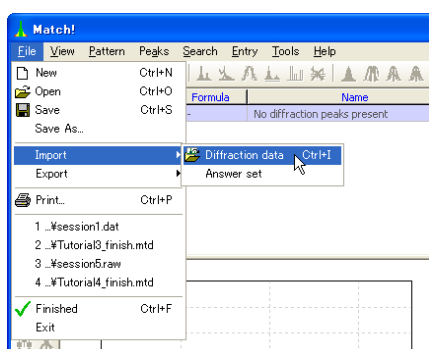 Match!
File View Pattern Peaks Search Entry Tools Help
New Ctrl+N
Open Ctrl+O
Save Ctrl+S
Save As...
Import
Export
Print... Ctrl+P
1 ...¥session1.dat
2 ...¥Tutorial3_finish.mtd
3 ...¥session5.raw
4 ...¥Tutorial4_finish.mtd
Finished Ctrl+F
Exit
Formula Name
- No diffraction peaks present
Diffraction data Ctrl+I
Answer set